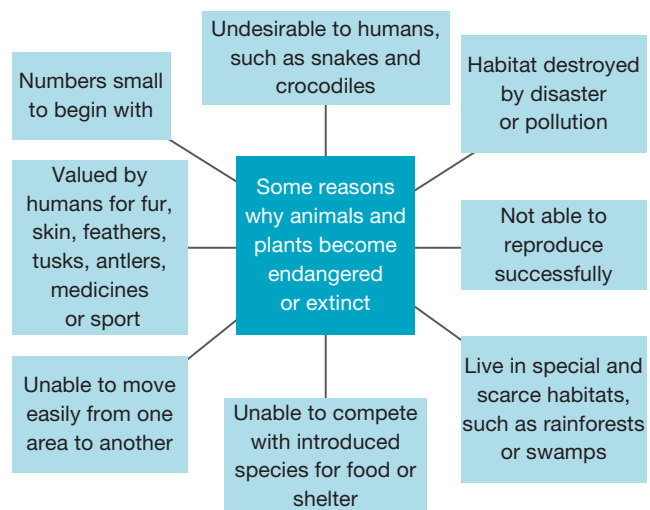 Undesirable to humans,
such as snakes and
crocodiles
Numbers small
to begin with
Habitat destroyed
by disaster
or pollution
Valued by
humans for fur,
skin, feathers,
tusks, antlers,
medicines
or sport
Some reasons
why animals and
plants become
endangered
or extinct
Not able to
reproduce
successfully
Unable to move
easily from one
area to another
Unable to compete
with introduced
species for food or
shelter
Live in special and
scarce habitats,
such as rainforests
or swamps